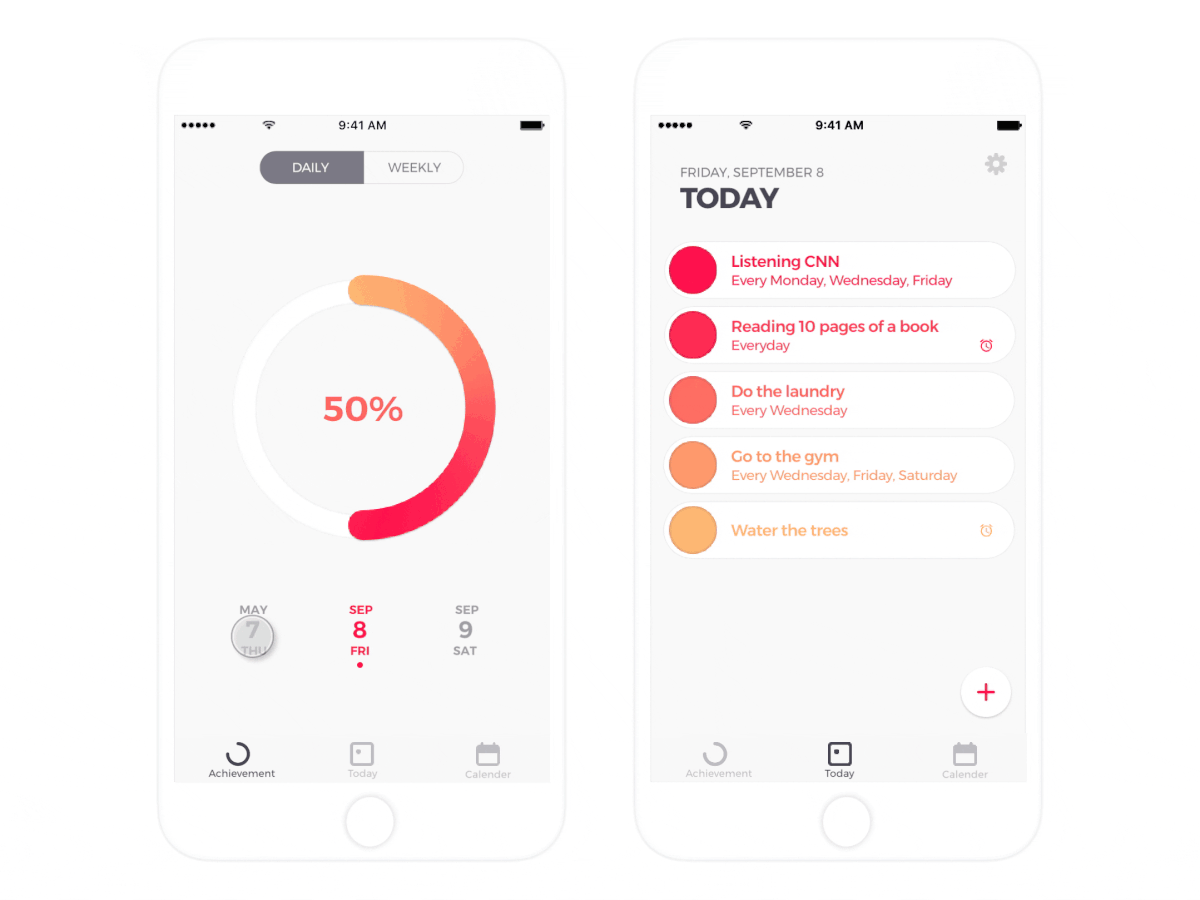 9:41 AM
DAILY
WEEKLY
50%
MAY
7
THU
SEP
8
FRI
SEP
9
SAT
Achievement
Today
Calender
9:41 AM
FRIDAY, SEPTEMBER 8
TODAY
Listening CNN
Every Monday, Wednesday, Friday
Reading 10 pages of a book
Everyday
Do the laundry
Every Wednesday
Go to the gym
Every Wednesday, Friday, Saturday
Water the trees
+
Achievement
Today
Calender